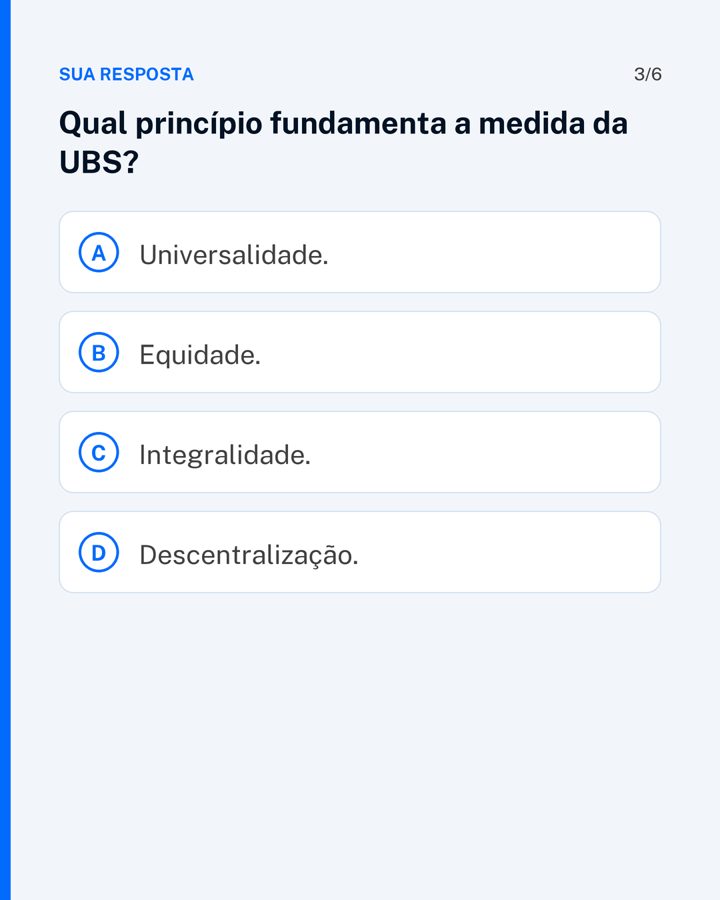 SUA RESPOSTA
3/6
Qual princípio fundamenta a medida da
UBS?
A Universalidade.
B Equidade.
C Integralidade.
D Descentralização.